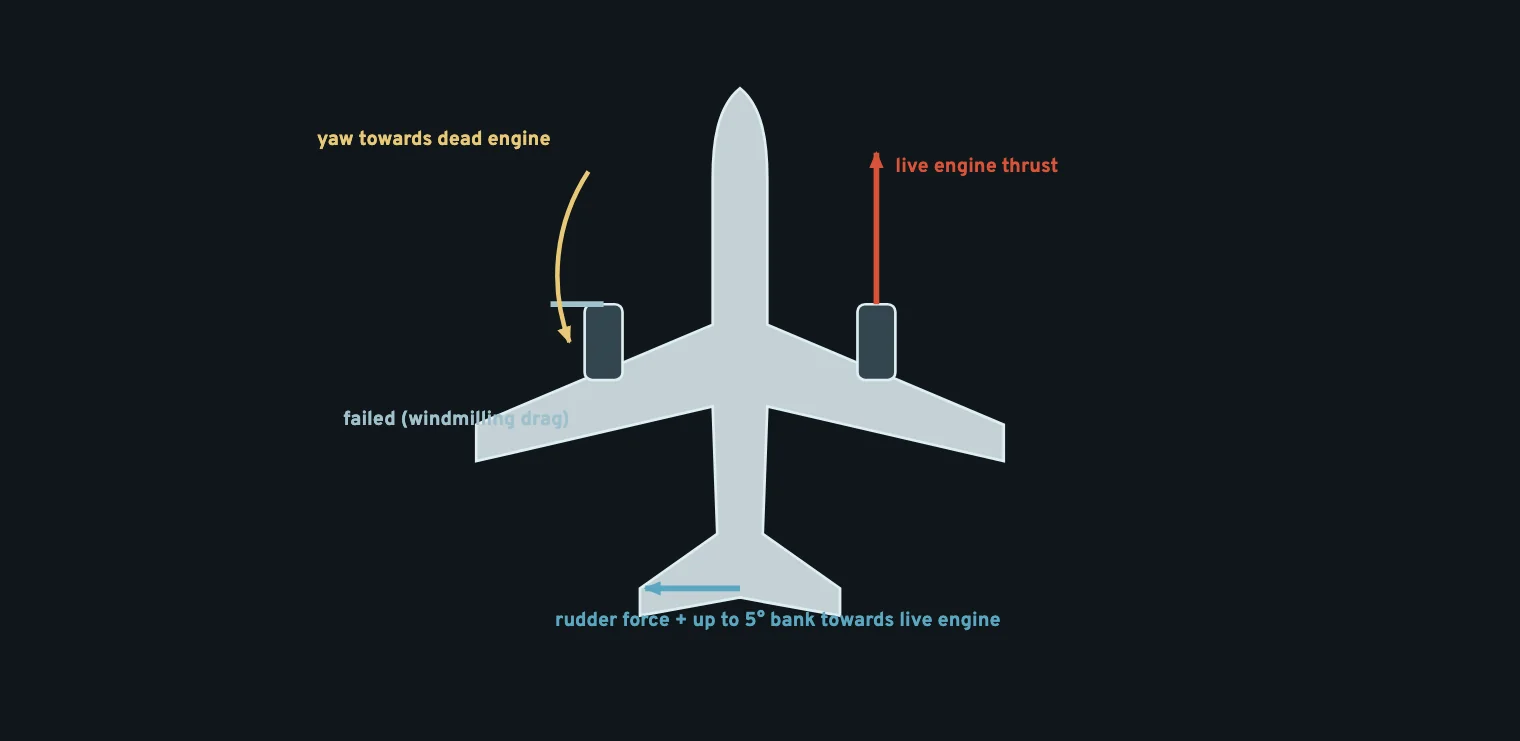 yaw towards dead engine
live engine thrust
failed (windmilling drag)
rudder force + up to 5° bank towards live engine